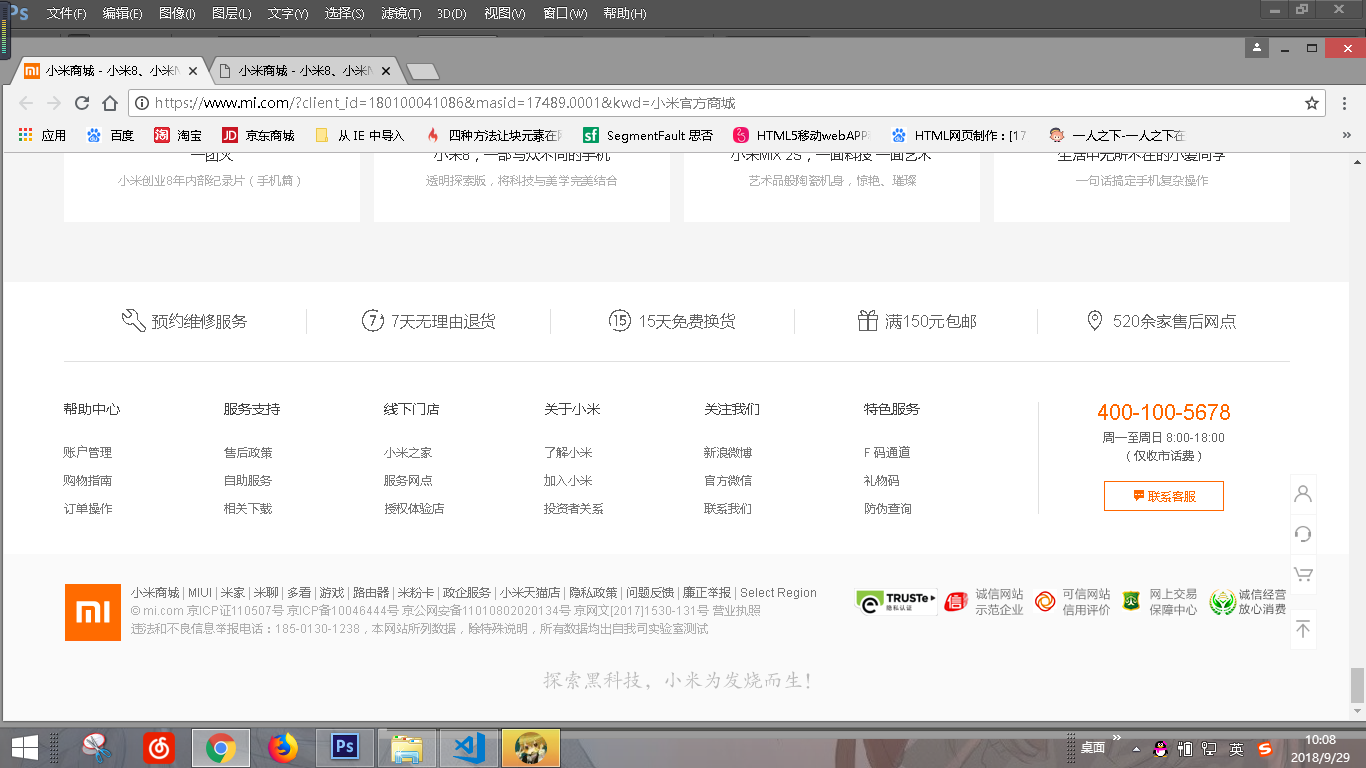 Ps 文件(F) 编辑(E) 图像(I) 图层(L) 文字(Y) 选择(S) 滤镜(T) 3D(D) 视图(V) 窗口(W) 帮助(H)
小米商城 - 小米8、小米 小米商城 - 小米8、小米
https://www.mi.com/?client_id=180100041086&masid=17489.0001&kwd=小米官方商城
应用 百度 淘宝 京东商城 从 IE 中导入 四种方法让块元素在 SegmentFault 思否 HTML5移动webAPP HTML网页制作：[17 一人之下-一人之下在
一团火 小米8，一部与众不同的手机 小米MIX 2S，一面科技 一面艺术 生活中无所不在的小爱同学
小米创业8年内部纪录片（手机篇） 透明探索版，将科技与美学完美结合 艺术品般陶瓷机身，惊艳、璀璨 一句话搞定手机复杂操作
预约维修服务 7天无理由退货 15天免费换货 满150元包邮 520余家售后网点
帮助中心 服务支持 线下门店 关于小米 关注我们 特色服务 400-100-5678
周一至周日 8:00-18:00
账户管理 售后政策 小米之家 了解小米 新浪微博 F 码通道 （仅收市话费）
购物指南 自助服务 服务网点 加入小米 官方微信 礼物码
联系客服
订单操作 相关下载 授权体验店 投资者关系 联系我们 防伪查询
小米商城 | MIUI | 米家 | 米聊 | 多看 | 游戏 | 路由器 | 米粉卡 | 政企服务 | 小米天猫店 | 隐私政策 | 问题反馈 | 廉正举报 | Select Region
© mi.com 京ICP证110507号 京ICP备10046444号 京公网安备11010802020134号 京网文[2017]1530-131号 营业执照
违法和不良信息举报电话：185-0130-1238，本网站所列数据，除特殊说明，所有数据均出自我司实验室测试
TRUSTe 隐私认证 诚信网站 可信网站 网上交易 诚信经营
示范企业 信用评价 保障中心 放心消费
探索黑科技，小米为发烧而生！
桌面 英 10:08
2018/9/29